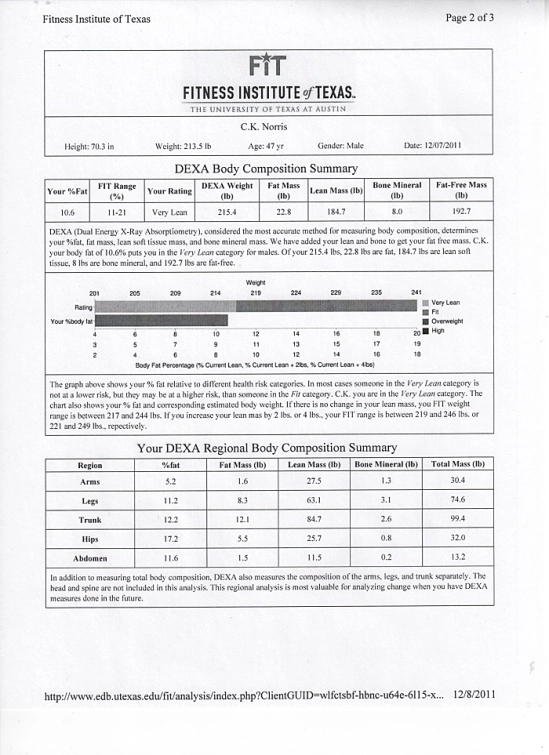 Fitness Institute of Texas Page 2 of 3
FIT
FITNESS INSTITUTE of TEXAS
THE UNIVERSITY OF TEXAS AT AUSTIN
C.K. Norris
Height: 70.3 in Weight: 213.5 lb Age: 47 yr Gender: Male Date: 12/07/2011
DEXA Body Composition Summary
Your %Fat FIT Range (%) Your Rating DEXA Weight (lb) Fat Mass (lb) Lean Mass (lb) Bone Mineral (lb) Fat-Free Mass (lb)
10.6 11-21 Very Lean 215.4 22.8 184.7 8.0 192.7
DEXA (Dual Energy X-Ray Absorptiometry), considered the most accurate method for measuring body composition, determines
your %fat, fat mass, lean soft tissue mass, and bone mineral mass. We have added your lean and bone to get your fat free mass. C.K.
your body fat of 10.6% puts you in the Very Lean category for males. Of your 215.4 lbs, 22.8 lbs are fat, 184.7 lbs are lean soft
tissue, 8 lbs are bone mineral, and 192.7 lbs are fat-free.
Weight
201 205 209 214 219 224 229 235 241
Rating
Your %body fat
Very Lean
Fit
Overweight
High
4 6 8 10 12 14 16 18 20
3 5 7 9 11 13 15 17 19
2 4 6 8 10 12 14 16 18
Body Fat Percentage (% Current Lean, % Current Lean + 2lbs, % Current Lean + 4lbs)
The graph above shows your % fat relative to different health risk categories. In most cases someone in the Very Lean category is
not at a lower risk, but they may be at a higher risk, than someone in the Fit category. C.K. you are in the Very Lean category. The
chart also shows your % fat and corresponding estimated body weight. If there is no change in your lean mass, you FIT weight
range is between 217 and 244 lbs. If you increase your lean mas by 2 lbs. or 4 lbs., your FIT range is between 219 and 246 lbs. or
221 and 249 lbs., repectively.
Your DEXA Regional Body Composition Summary
Region %fat Fat Mass (lb) Lean Mass (lb) Bone Mineral (lb) Total Mass (lb)
Arms 5.2 1.6 27.5 1.3 30.4
Legs 11.2 8.3 63.1 3.1 74.6
Trunk 12.2 12.1 84.7 2.6 99.4
Hips 17.2 5.5 25.7 0.8 32.0
Abdomen 11.6 1.5 11.5 0.2 13.2
In addition to measuring total body composition, DEXA also measures the composition of the arms, legs, and trunk separately. The
head and spine are not included in this analysis. This regional analysis is most valuable for analyzing change when you have DEXA
measures done in the future.
http://www.edb.utexas.edu/fit/analysis/index.php?ClientGUID=wlfctsbf-hbnc-u64e-6l15-x... 12/8/2011